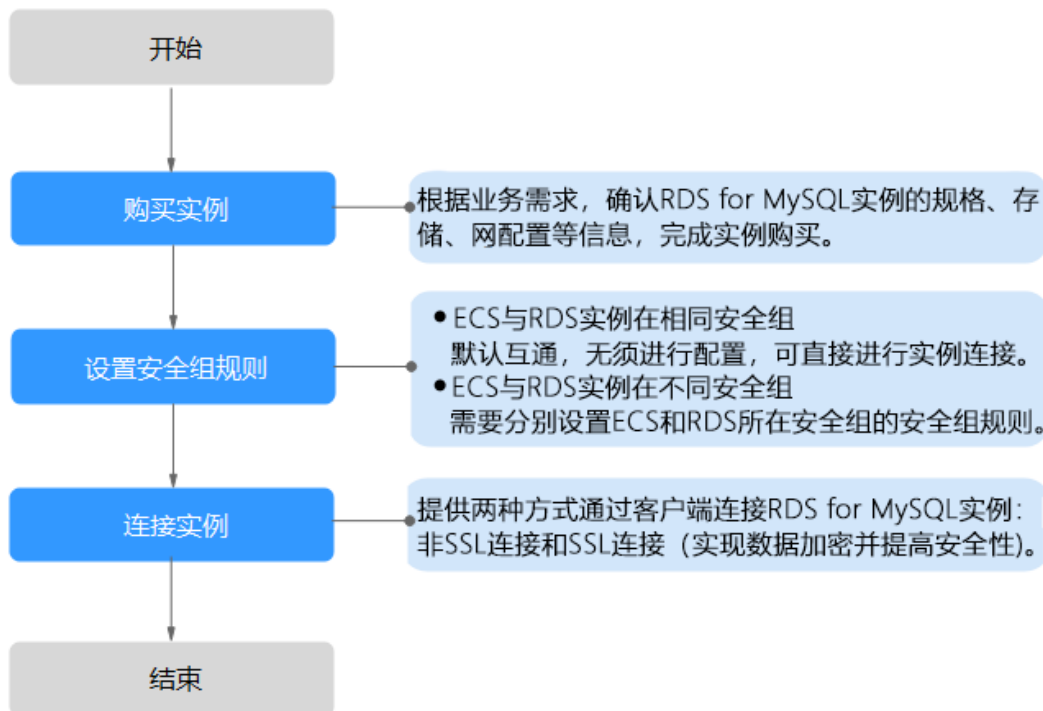 开始
购买实例
根据业务需求，确认RDS for MySQL实例的规格、存
储、网配置等信息，完成实例购买。
设置安全组规则
●ECS与RDS实例在相同安全组
默认互通，无须进行配置，可直接进行实例连接。
●ECS与RDS实例在不同安全组
需要分别设置ECS和RDS所在安全组的安全组规则。
连接实例
提供两种方式通过客户端连接RDS for MySQL实例：
非SSL连接和SSL连接（实现数据加密并提高安全性)。
结束